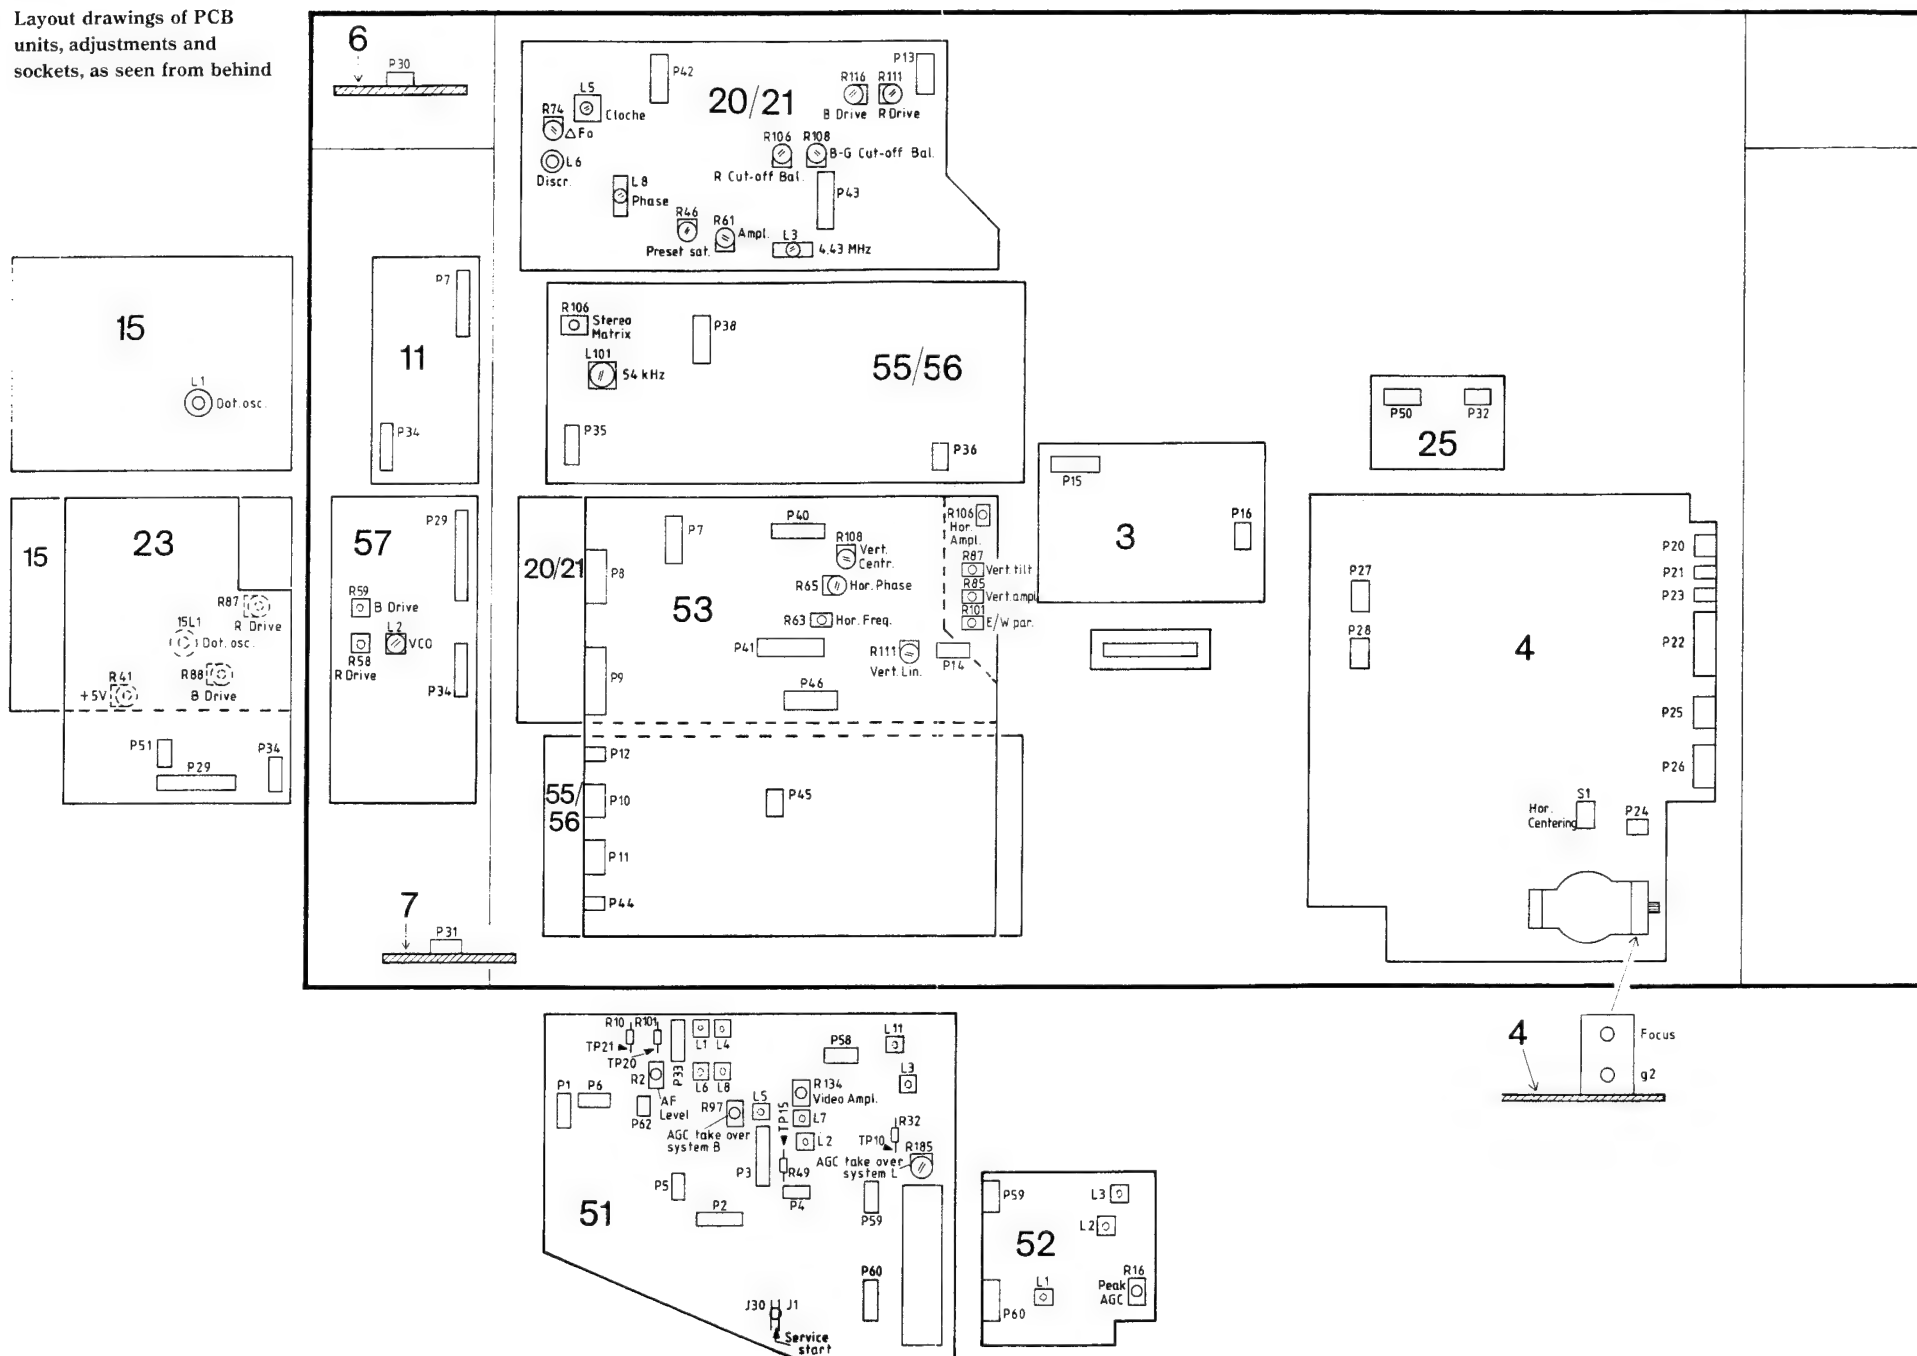 Layout drawings of PCB
units, adjustments and
sockets, as seen from behind
6
P30
P42
P13
R116 R111
B Drive R Drive
20/21
L5
Cloche
R74
△Fo
L6
Discr.
R106 R108
B-G Cut-off Bal.
R Cut-off Bal.
L8
Phase
P43
R46
Preset sat.
R61
Ampl.
L3
4.43 MHz
15
L1
Dot.osc.
P7
11
P34
R106
Stereo
Matrix
P38
L101
54 kHz
55/56
P35
P36
P50
P32
25
P15
P16
3
15
23
R87
R Drive
15L1
Dot.osc.
R88
B Drive
R41
+5V
P51
P29
P34
57
P29
R59
B Drive
L2
VCO
R58
R Drive
P34
20/21
P8
P9
P7
P40
R108
Vert.
Centr.
R65
Hor. Phase
53
R63
Hor. Freq.
P41
R111
Vert. Lin.
P14
P46
R106
Hor.
Ampl.
R87
Vert.tilt
R85
Vert.ampl
R101
E/W par.
55/
56
P12
P10
P11
P44
P45
P27
P28
4
P20
P21
P23
P22
P25
P26
S1
Hor.
Centering
P24
7
P31
4
Focus
g2
R10
R101
TP21
TP20
P33
L1 L4
L6 L8
R2
AF
Level
P1
P6
P62
R97
AGC take over
system B
L5
TP15
P58
L11
L3
R134
Video Ampl.
L7
L2
R32
TP10
R185
AGC take over
system L
P3
R49
P4
P5
P2
P59
51
P60
J30 J1
Service
start
P59
L3
L2
52
L1
R16
Peak
AGC
P60